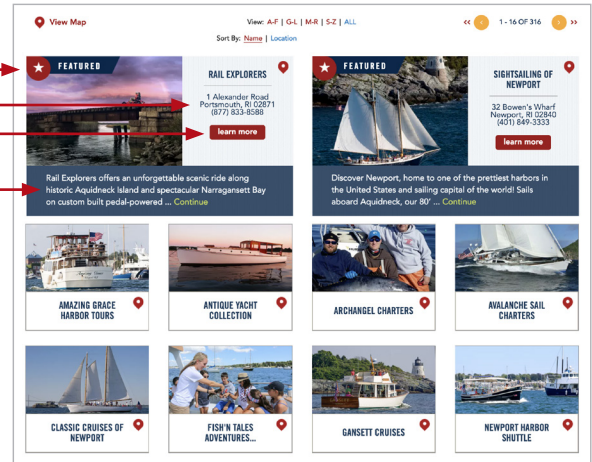 View Map
View: A-F | G-L | M-R | S-Z | ALL
<< < 1 - 16 OF 316 > >>
Sort By: Name | Location
FEATURED
RAIL EXPLORERS
1 Alexander Road
Portsmouth, RI 02871
(877) 833-8588
learn more
Rail Explorers offers an unforgettable scenic ride along
historic Aquidneck Island and spectacular Narragansett Bay
on custom built pedal-powered ... Continue
FEATURED
SIGHTSAILING OF
NEWPORT
32 Bowen's Wharf
Newport, RI 02840
(401) 849-3333
learn more
Discover Newport, home to one of the prettiest harbors in
the United States and sailing capital of the world! Sails
aboard Aquidneck, our 80' ... Continue
AMAZING GRACE
HARBOR TOURS
ANTIQUE YACHT
COLLECTION
ARCHANGEL CHARTERS
AVALANCHE SAIL
CHARTERS
CLASSIC CRUISES OF
NEWPORT
FISH'N TALES
ADVENTURES...
GANSETT CRUISES
NEWPORT HARBOR
SHUTTLE